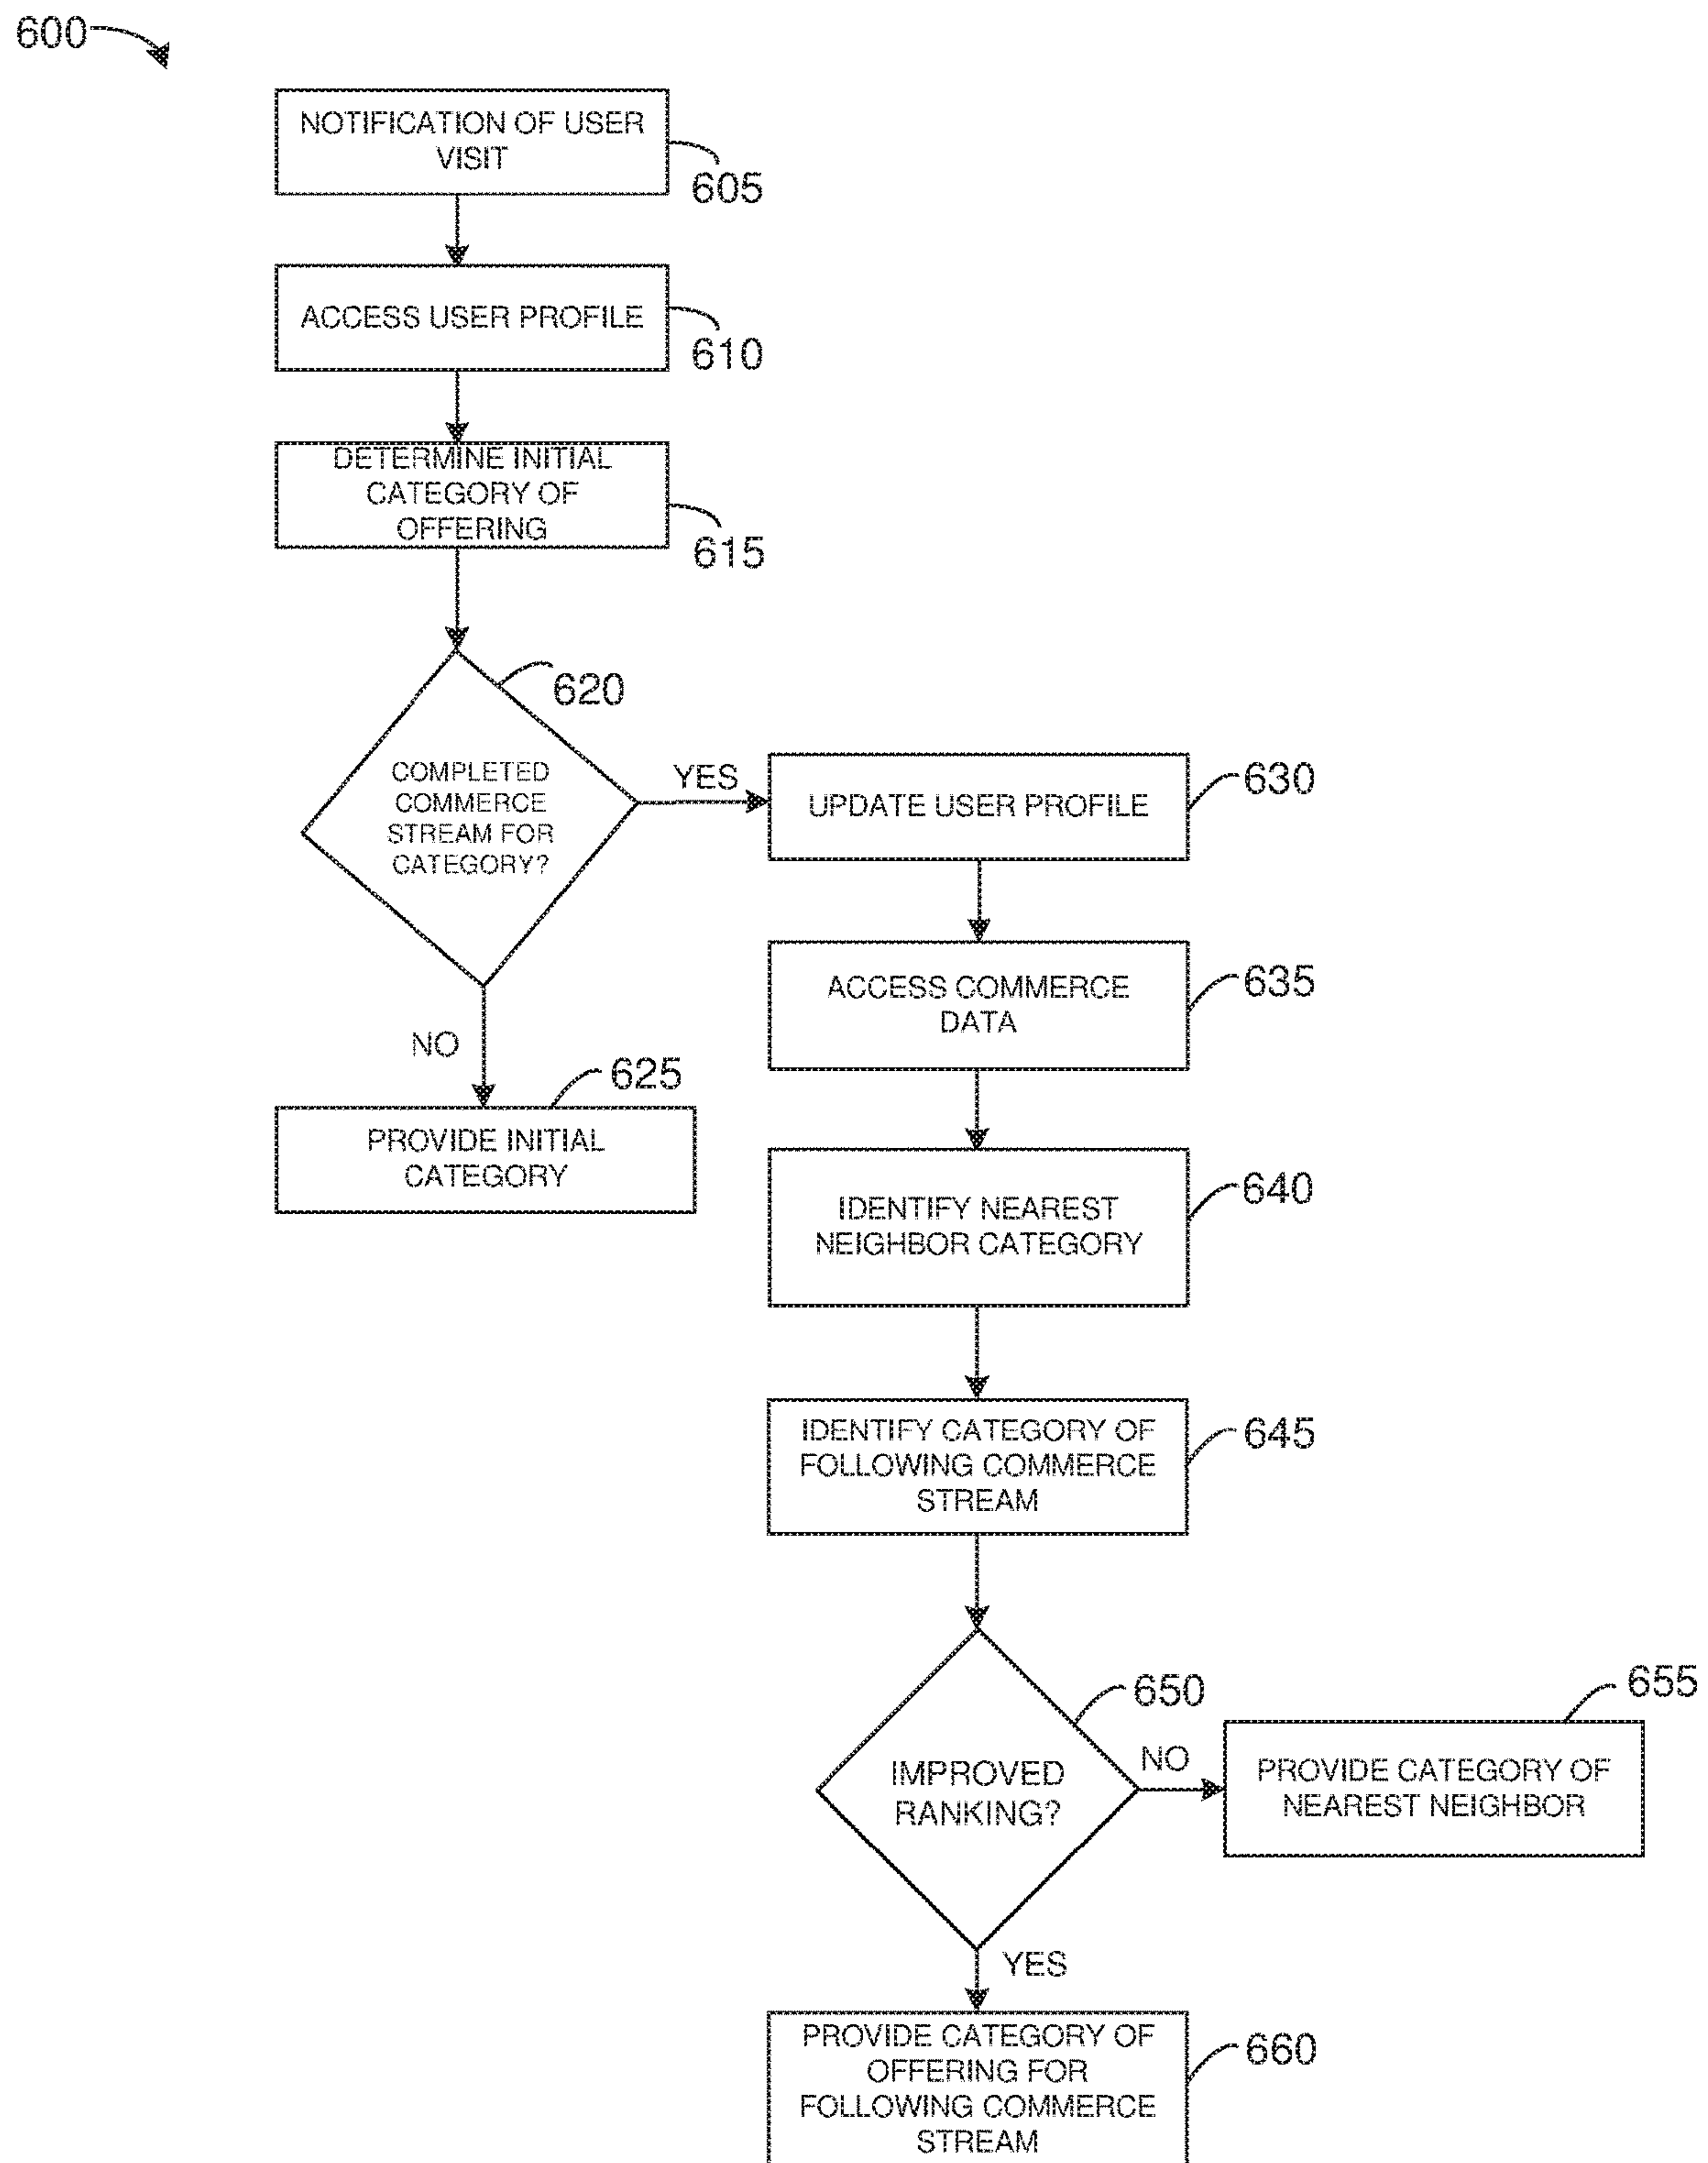 600
NOTIFICATION OF USER
VISIT
605
ACCESS USER PROFILE
610
DETERMINE INITIAL
CATEGORY OF
OFFERING
615
620
COMPLETED
COMMERCE
STREAM FOR
CATEGORY?
YES
UPDATE USER PROFILE
630
ACCESS COMMERCE
DATA
635
NO
625
PROVIDE INITIAL
CATEGORY
IDENTIFY NEAREST
NEIGHBOR CATEGORY
640
IDENTIFY CATEGORY OF
FOLLOWING COMMERCE
STREAM
645
650
IMPROVED
RANKING?
NO
655
PROVIDE CATEGORY OF
NEAREST NEIGHBOR
YES
PROVIDE CATEGORY OF
OFFERING FOR
FOLLOWING COMMERCE
STREAM
660